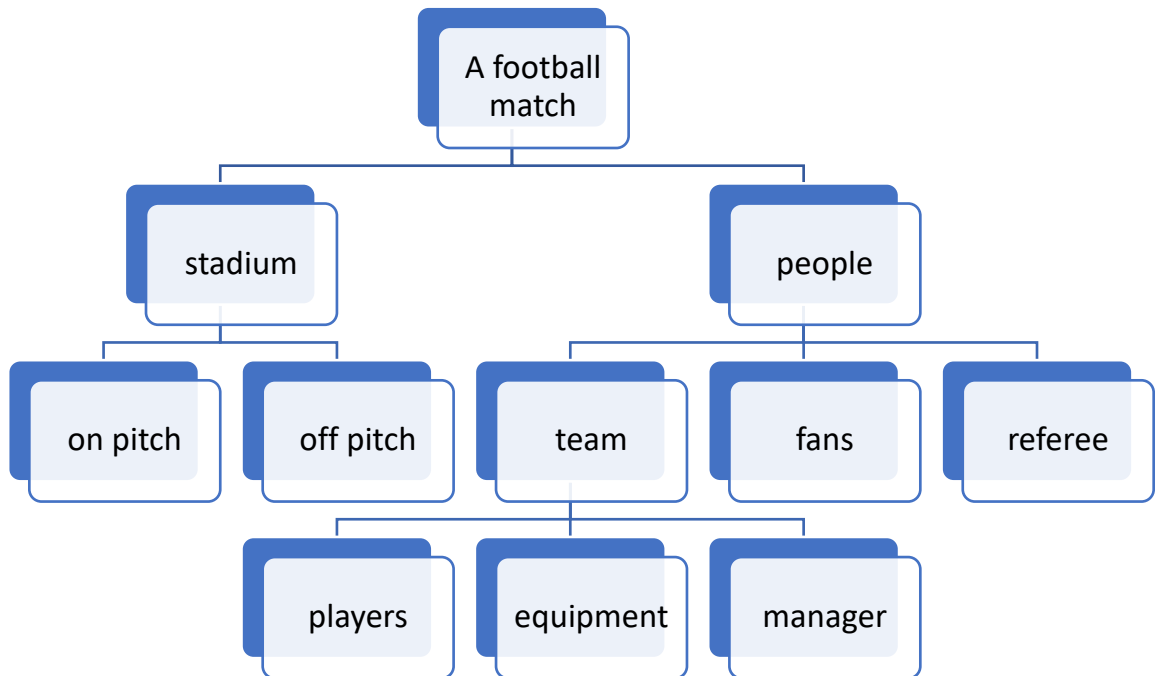 A football
match
stadium
people
on pitch
off pitch
team
fans
referee
players
equipment
manager